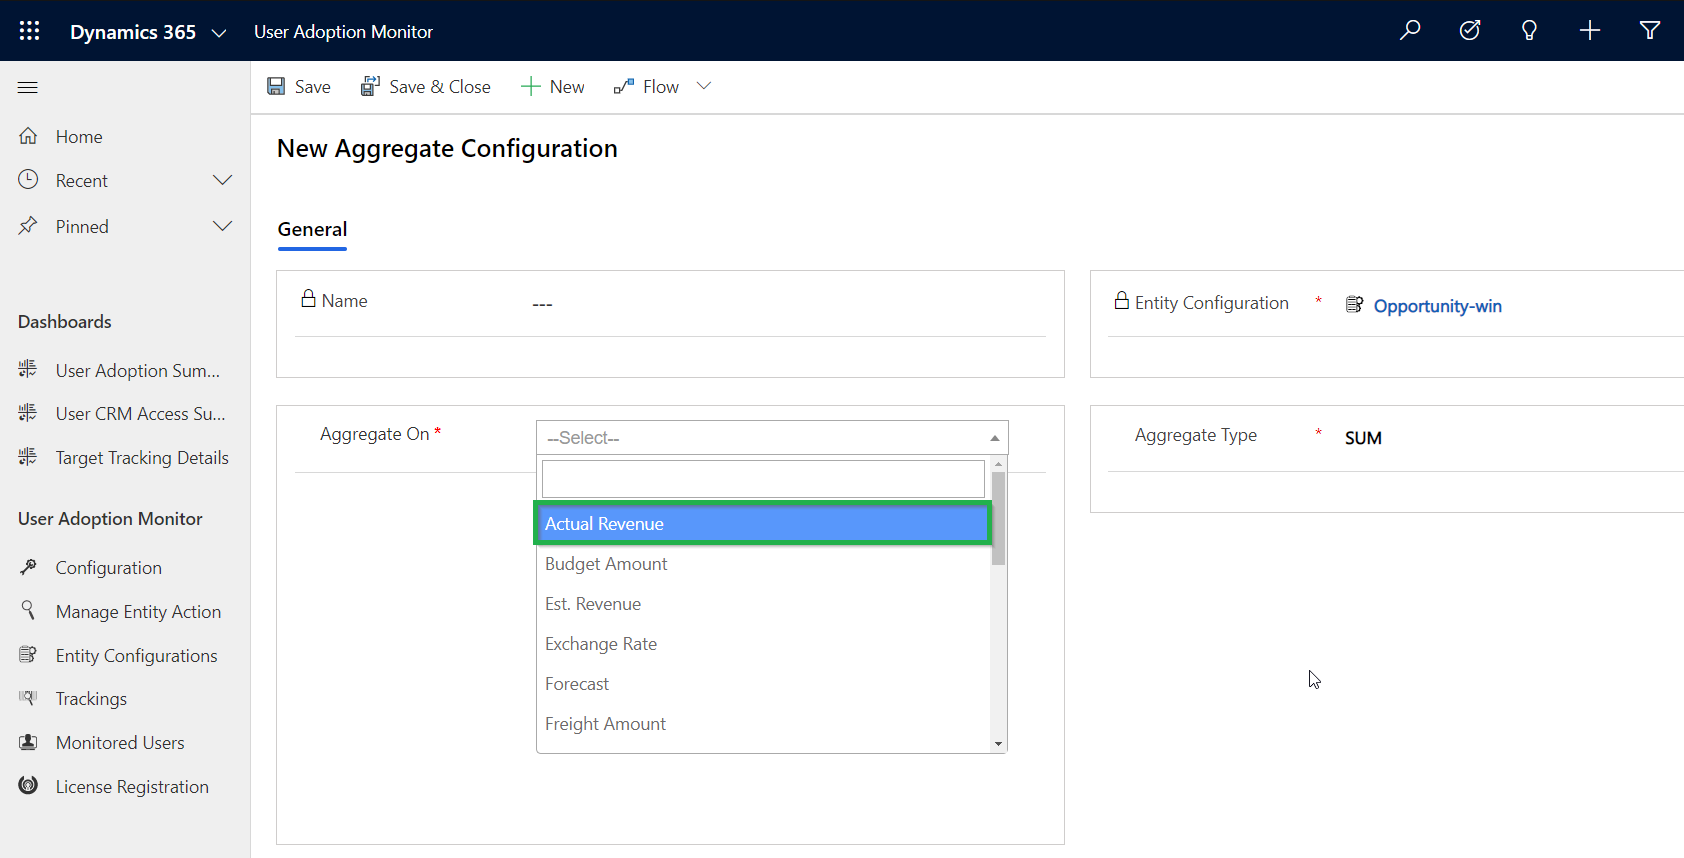 Dynamics 365
User Adoption Monitor
Save
Save & Close
New
Flow
Home
Recent
Pinned
Dashboards
User Adoption Sum...
User CRM Access Su...
Target Tracking Details
User Adoption Monitor
Configuration
Manage Entity Action
Entity Configurations
Trackings
Monitored Users
License Registration
New Aggregate Configuration
General
Name
---
Entity Configuration *
Opportunity-win
Aggregate On *
--Select--
Actual Revenue
Budget Amount
Est. Revenue
Exchange Rate
Forecast
Freight Amount
Aggregate Type *
SUM